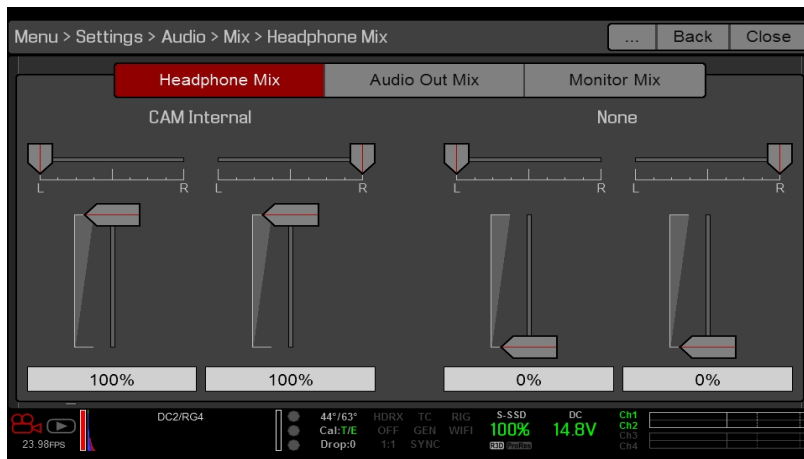 Menu > Settings > Audio > Mix > Headphone Mix ... Back Close
Headphone Mix Audio Out Mix Monitor Mix
CAM Internal None
L R L R L R L R
100% 100% 0% 0%
DC2/RG4 44°/63° HDRX TC RIG S-SSD DC Ch1
Cal:T/E OFF GEN WIFI 100% 14.8V Ch2
23.98FPS Drop:0 1:1 SYNC R3D ProRes Ch3
Ch4